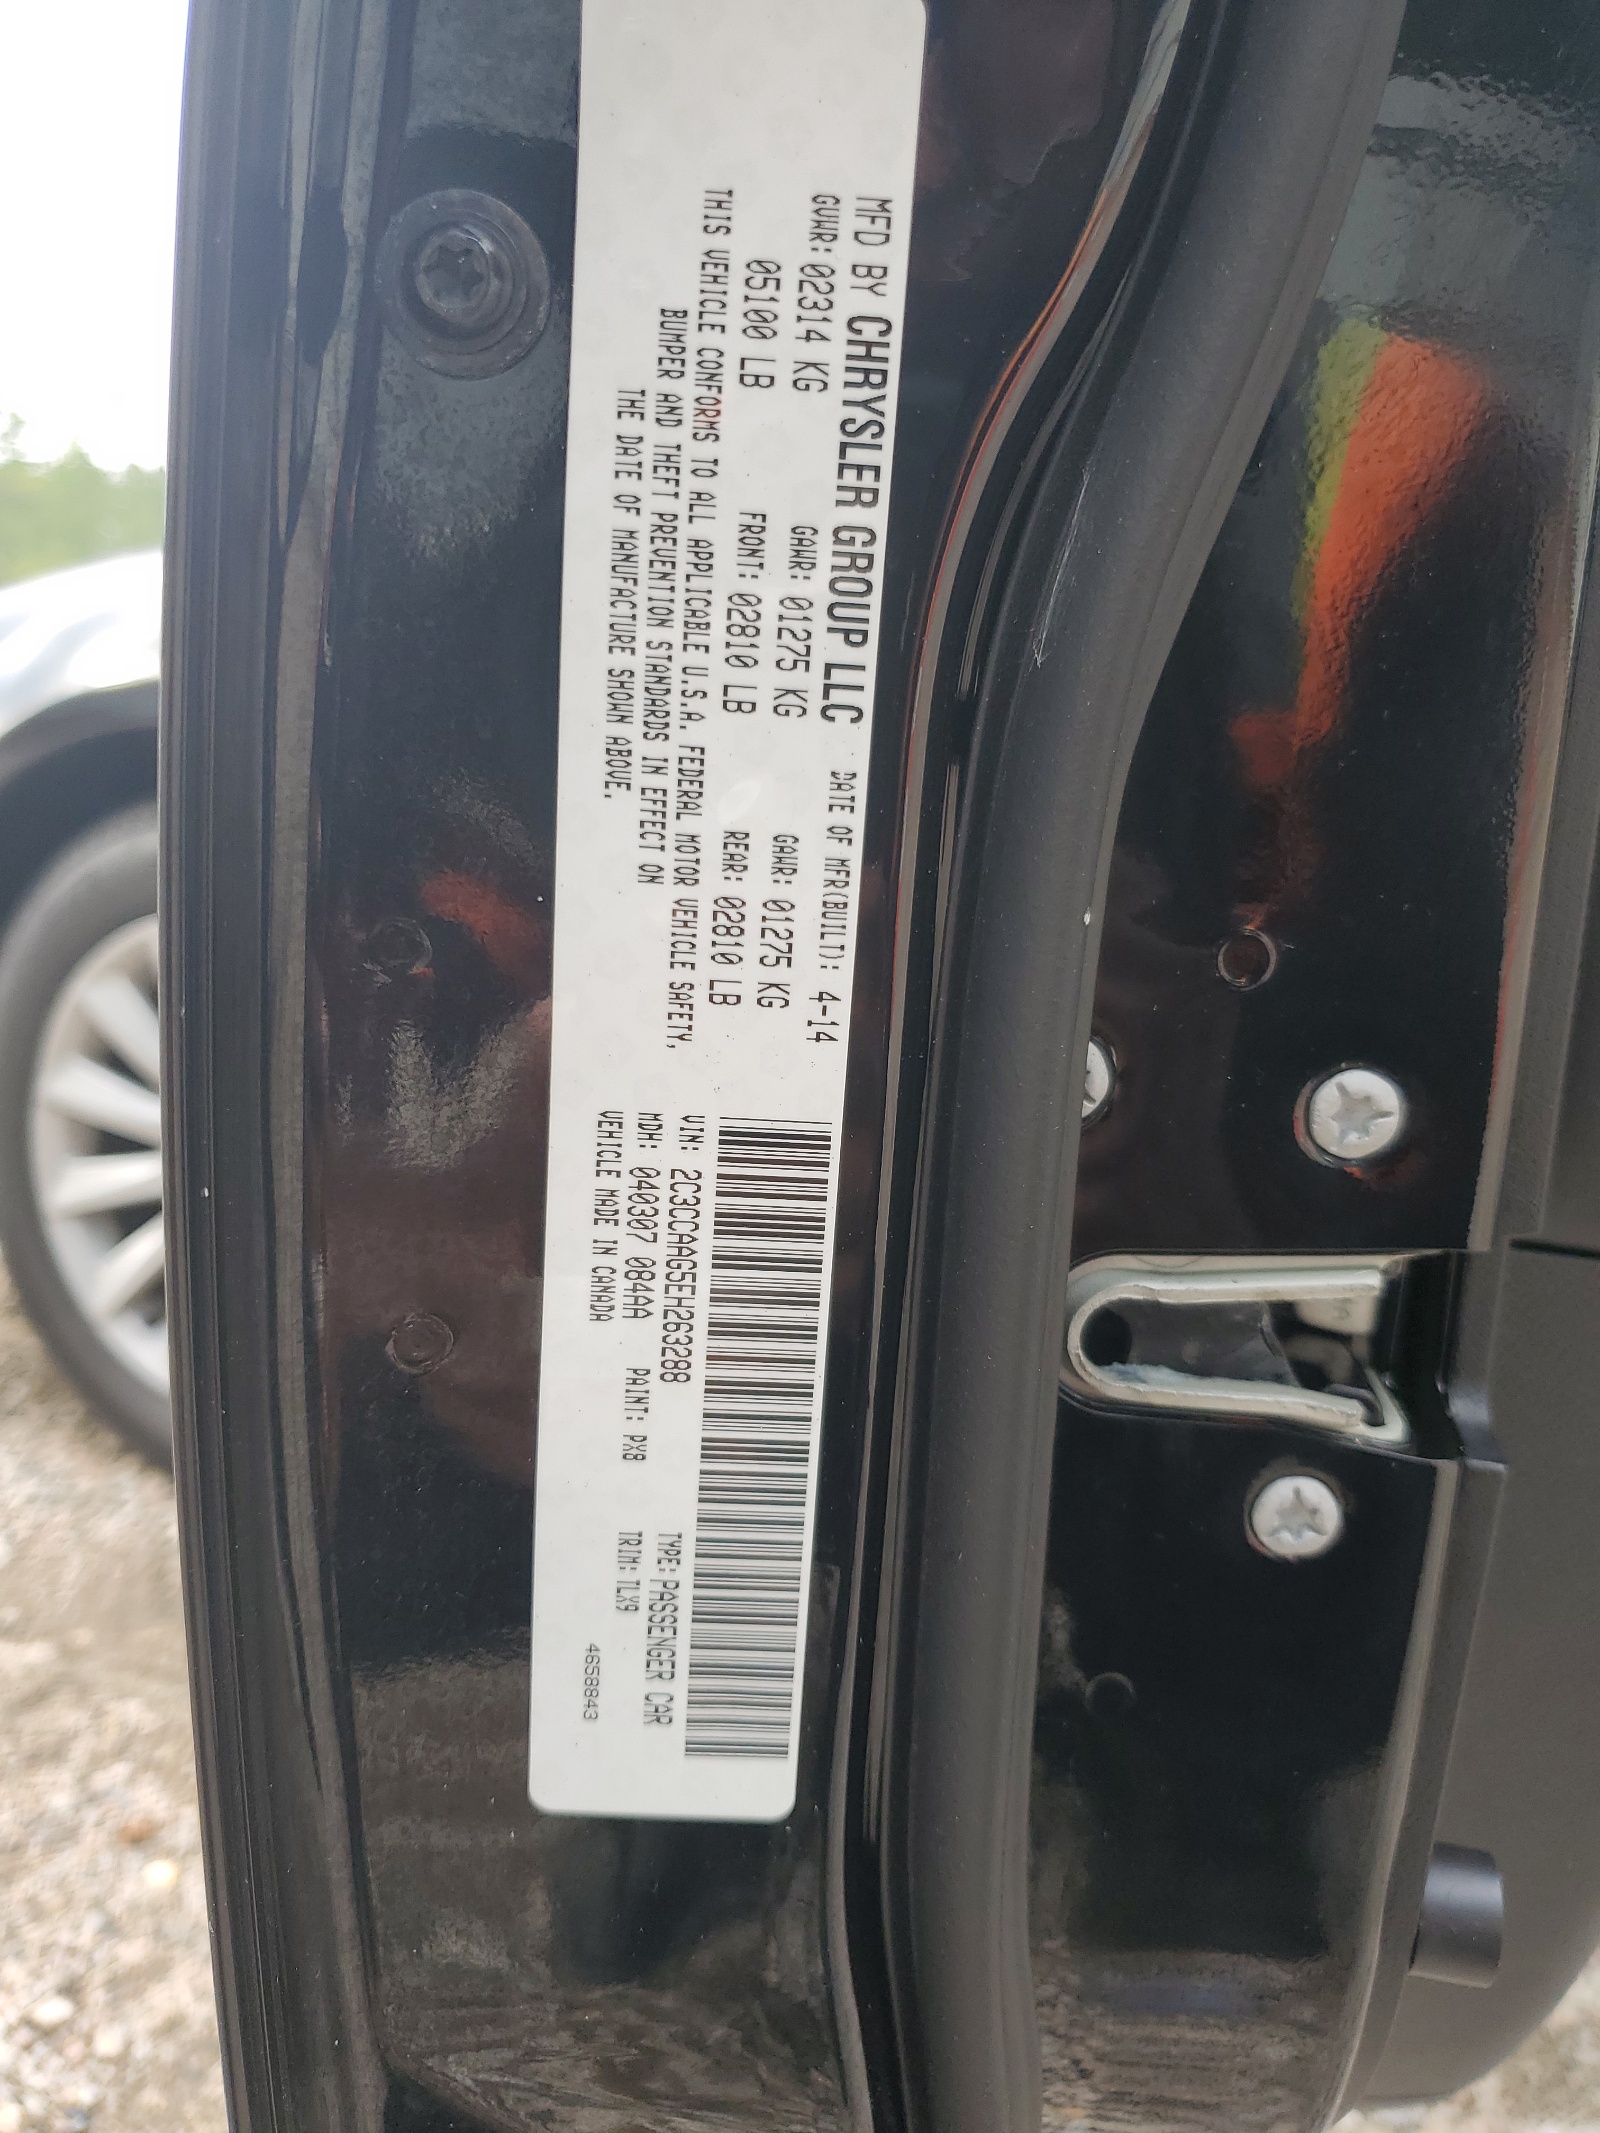 MFD BY CHRYSLER GROUP LLC DATE OF MFR(BUILT): 4-14
GVWR: 02314 KG GAWR: 01275 KG GAWR: 01275 KG
05100 LB FRONT: 02810 LB REAR: 02810 LB
THIS VEHICLE CONFORMS TO ALL APPLICABLE U.S.A. FEDERAL MOTOR VEHICLE SAFETY,
BUMPER AND THEFT PREVENTION STANDARDS IN EFFECT ON
THE DATE OF MANUFACTURE SHOWN ABOVE.
VIN: 2C3CCAAG5EH263288 TYPE: PASSENGER CAR
MDH: 040307 084AA PAINT: PX8 TRIM: TLX9
VEHICLE MADE IN CANADA
4658843